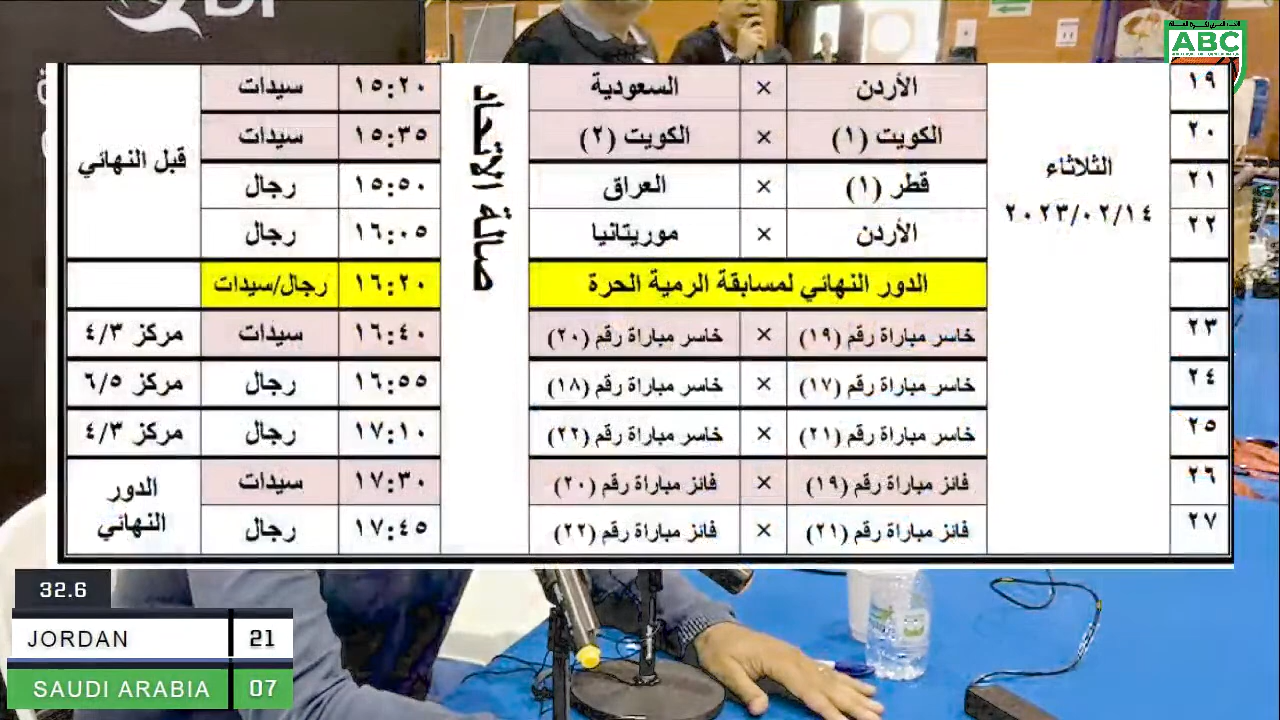 ABC
١٩ الأردن × السعودية ١٥:٢٠ سيدات
٢٠ الكويت (١) × الكويت (٢) ١٥:٣٥ سيدات
قبل النهائي
الثلاثاء
٢٠٢٣/٠٢/١٤
صالة الاتحاد
٢١ قطر (١) × العراق ١٥:٥٠ رجال
٢٢ الأردن × موريتانيا ١٦:٠٥ رجال
الدور النهائي لمسابقة الرمية الحرة ١٦:٢٠ رجال/سيدات
٢٣ خاسر مباراة رقم (١٩) × خاسر مباراة رقم (٢٠) ١٦:٤٠ سيدات مركز ٤/٣
٢٤ خاسر مباراة رقم (١٧) × خاسر مباراة رقم (١٨) ١٦:٥٥ رجال مركز ٦/٥
٢٥ خاسر مباراة رقم (٢١) × خاسر مباراة رقم (٢٢) ١٧:١٠ رجال مركز ٤/٣
٢٦ فائز مباراة رقم (١٩) × فائز مباراة رقم (٢٠) ١٧:٣٠ سيدات
٢٧ فائز مباراة رقم (٢١) × فائز مباراة رقم (٢٢) ١٧:٤٥ رجال
الدور
النهائي
32.6
JORDAN 21
SAUDI ARABIA 07